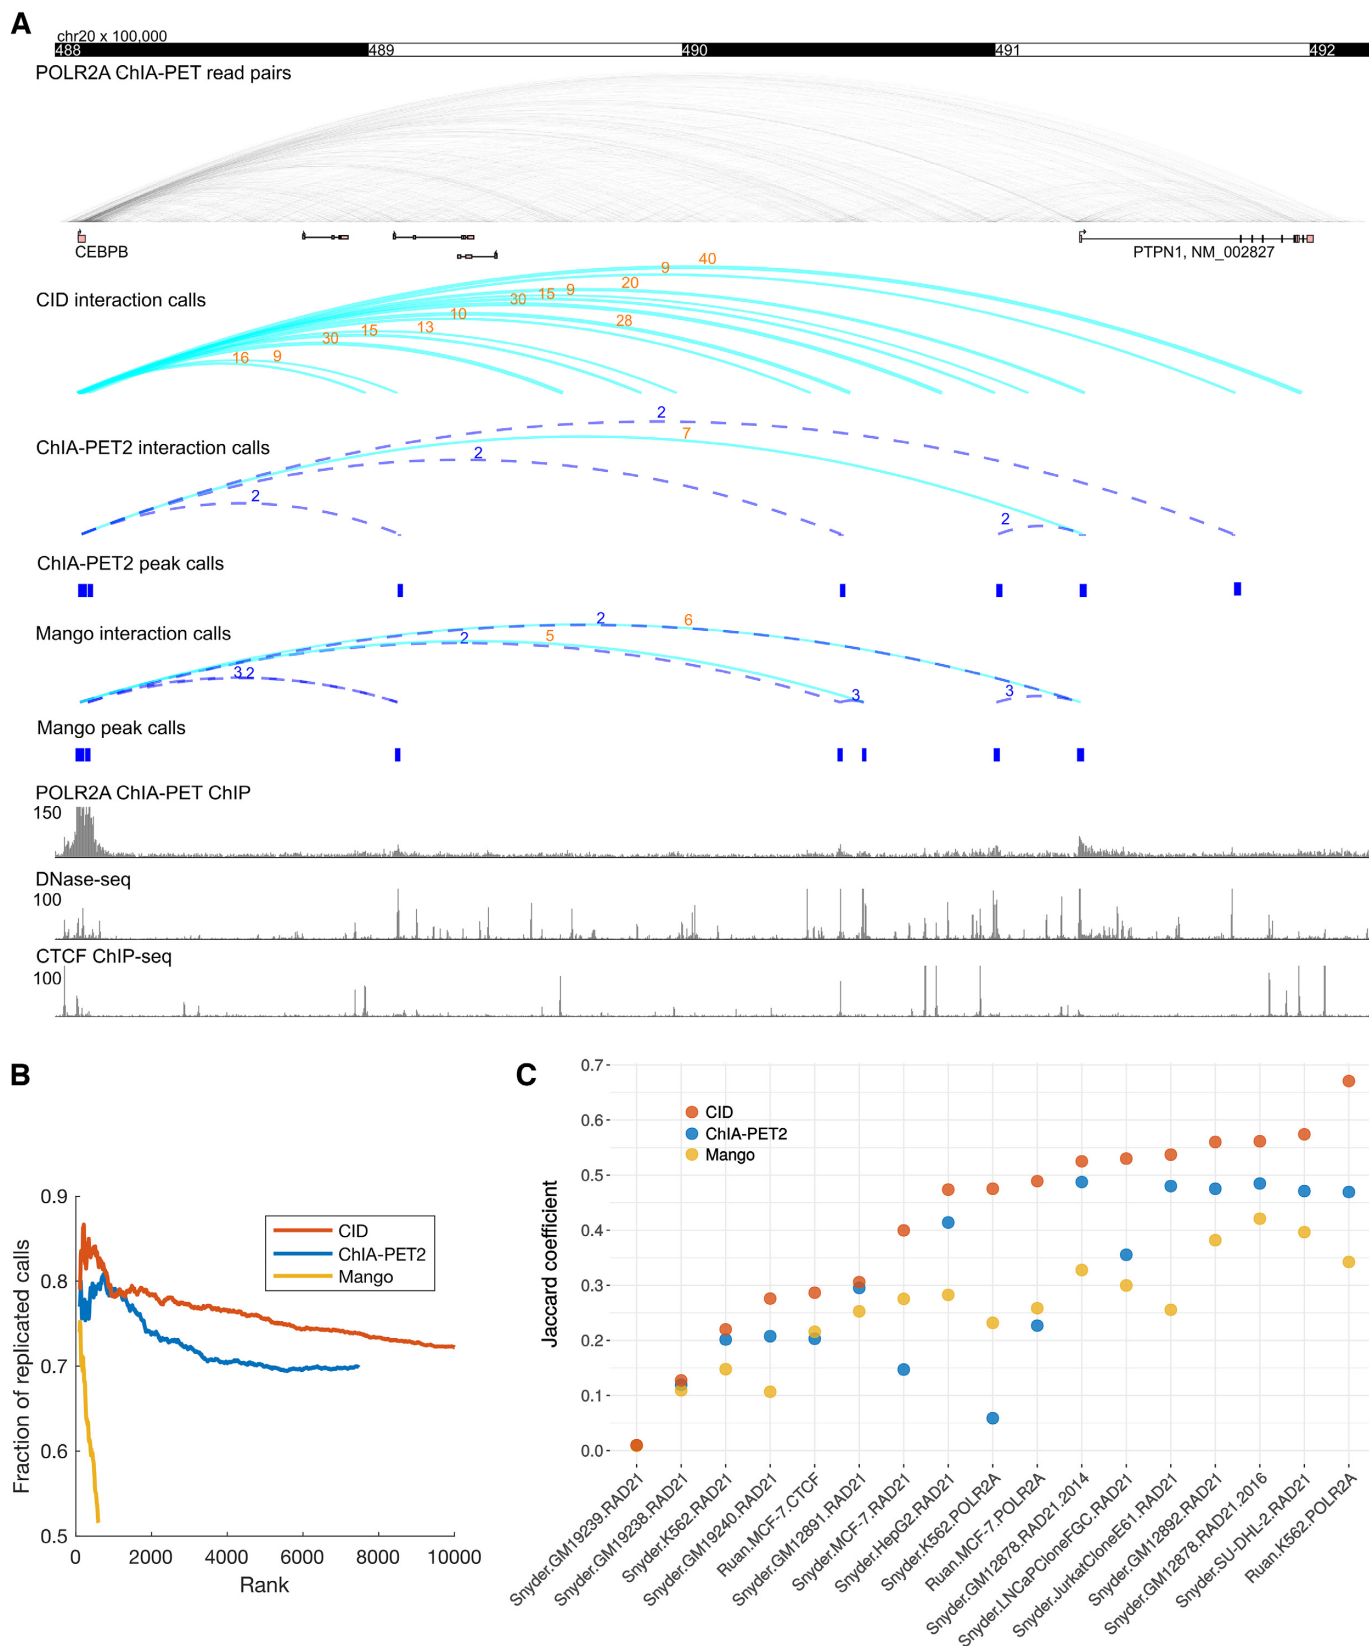 A
chr20 x 100,000
488 489 490 491 492
POLR2A ChIA-PET read pairs
CEBPB
PTPN1, NM_002827
CID interaction calls
40
9
20
9
15
30
10
28
13
15
30
16
9
ChIA-PET2 interaction calls
2
7
2
2
2
ChIA-PET2 peak calls
Mango interaction calls
2
6
2
5
3
2
3
3
Mango peak calls
POLR2A ChIA-PET ChIP
150
DNase-seq
100
CTCF ChIP-seq
100
B
Fraction of replicated calls
0.9
0.8
0.7
0.6
0.5
CID
ChIA-PET2
Mango
0 2000 4000 6000 8000 10000
Rank
C
Jaccard coefficient
0.7
0.6
0.5
0.4
0.3
0.2
0.1
0.0
CID
ChIA-PET2
Mango
Snyder.GM19239.RAD21
Snyder.GM19238.RAD21
Snyder.K562.RAD21
Snyder.GM19240.RAD21
Ruan.MCF-7.CTCF
Snyder.GM12891.RAD21
Snyder.MCF-7.RAD21
Snyder.HepG2.RAD21
Snyder.K562.POLR2A
Ruan.MCF-7.POLR2A
Snyder.GM12878.RAD21.2014
Snyder.LNCaPCloneFGC.RAD21
Snyder.JurkatCloneE61.RAD21
Snyder.GM12892.RAD21
Snyder.GM12878.RAD21.2016
Snyder.SU-DHL-2.RAD21
Ruan.K562.POLR2A